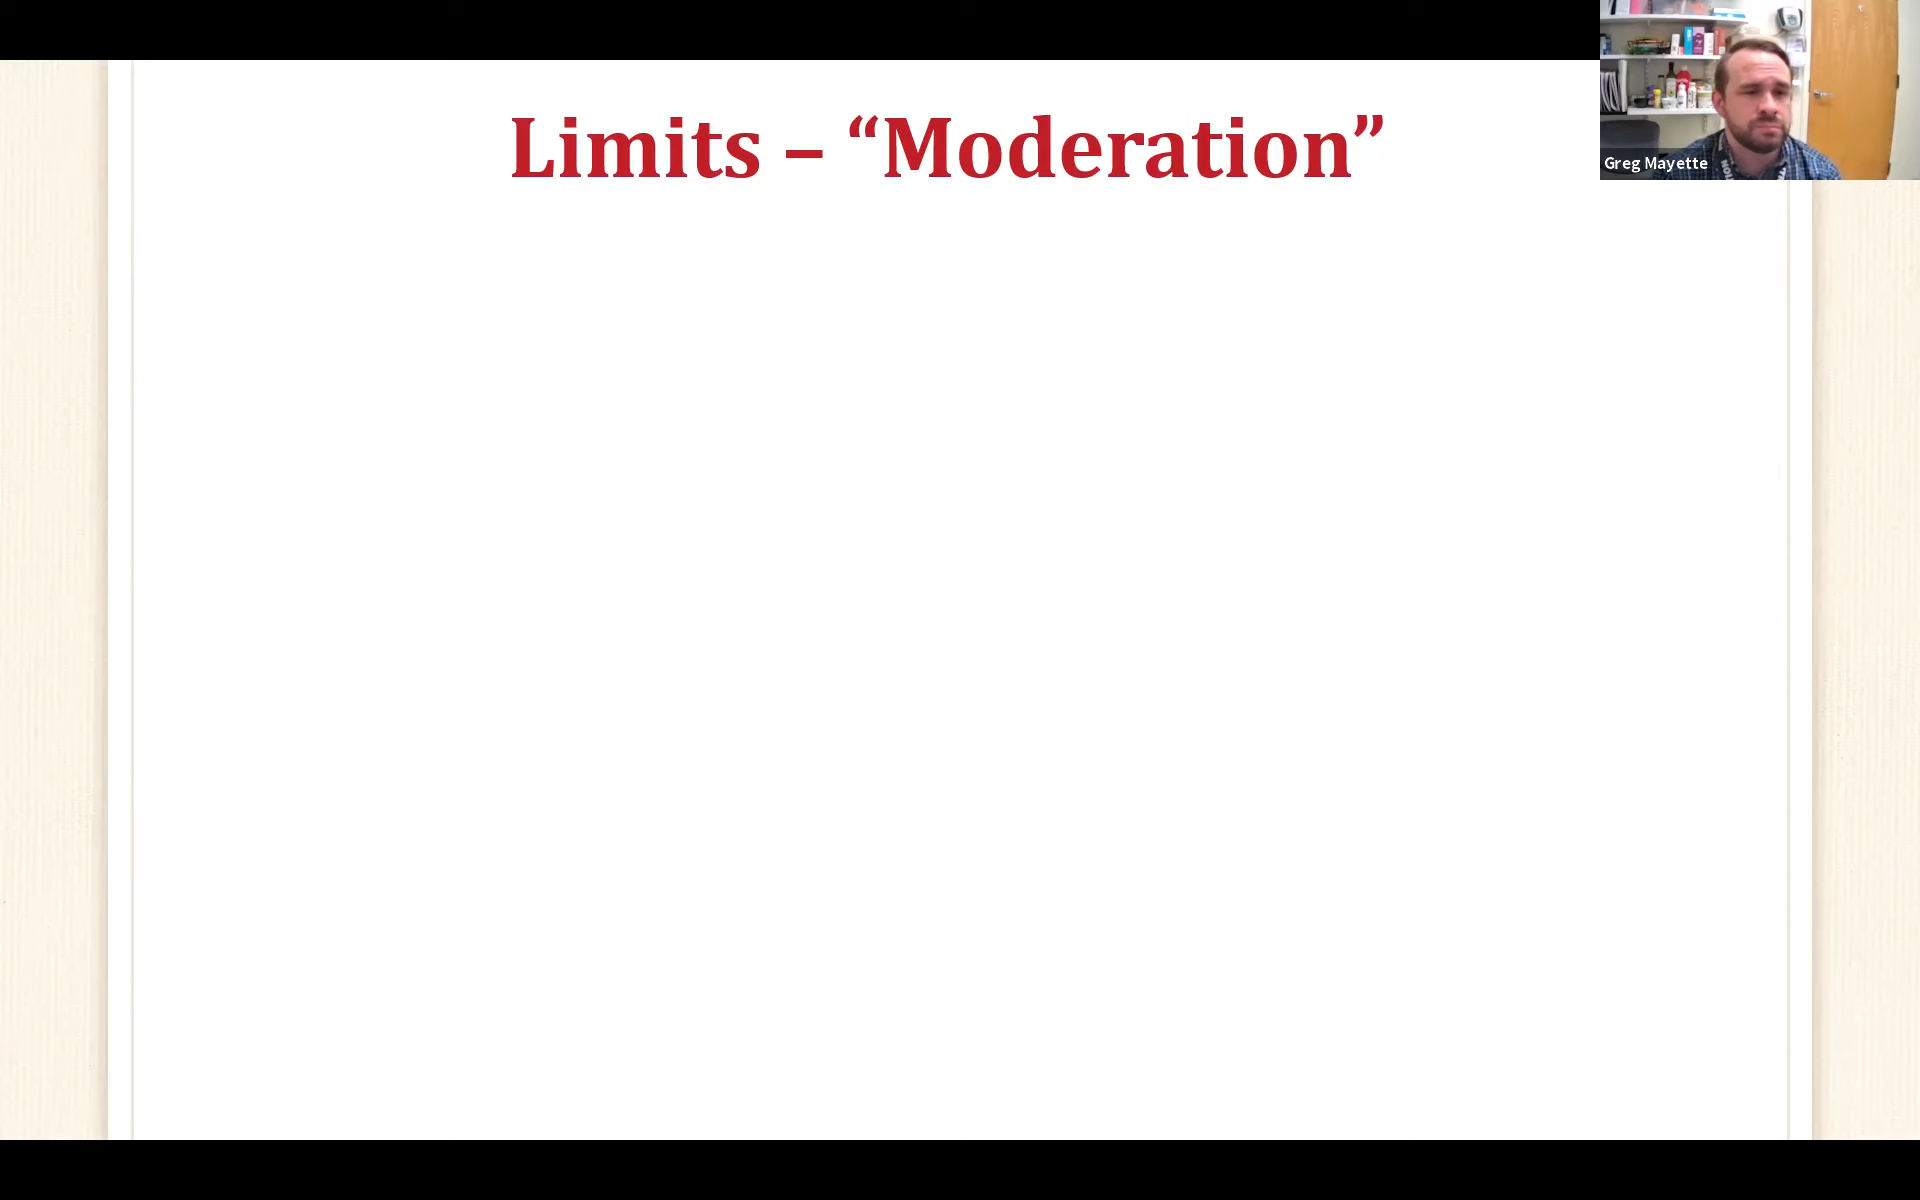 Limits – “Moderation”
Greg Mayette